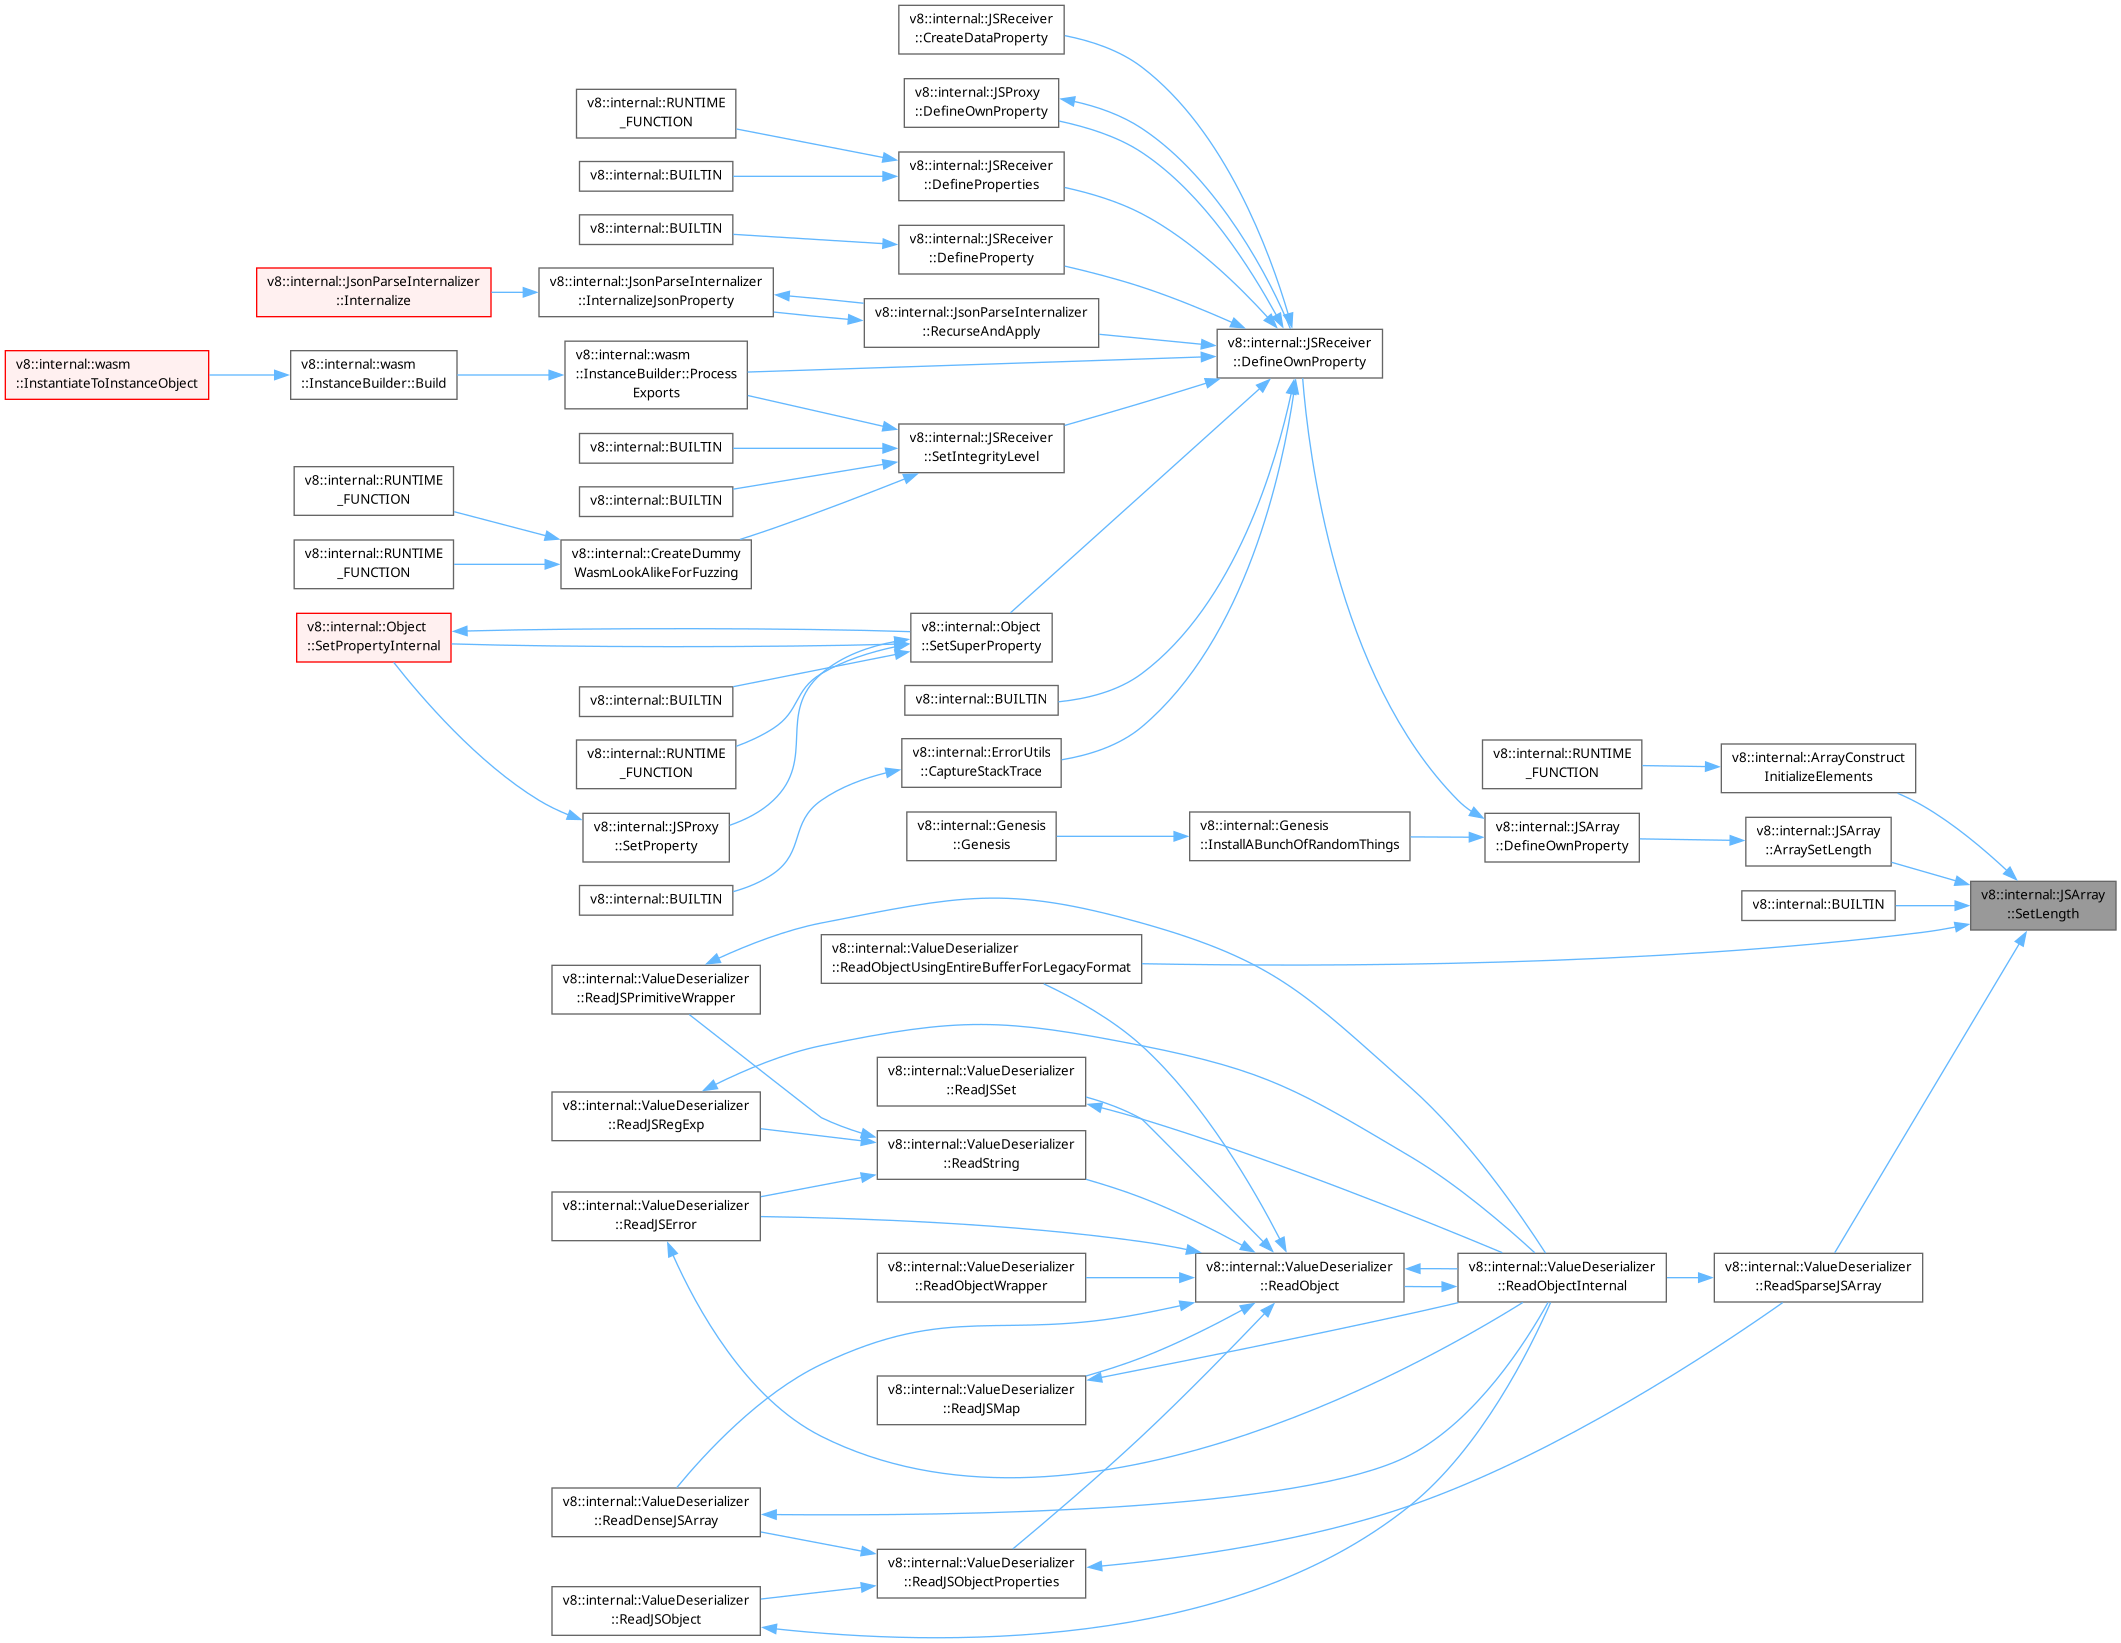 v8::internal::JSReceiver
::CreateDataProperty
v8::internal::JSProxy
::DefineOwnProperty
v8::internal::RUNTIME
_FUNCTION
v8::internal::JSReceiver
::DefineProperties
v8::internal::BUILTIN
v8::internal::BUILTIN
v8::internal::JSReceiver
::DefineProperty
v8::internal::JsonParseInternalizer
::Internalize
v8::internal::JsonParseInternalizer
::InternalizeJsonProperty
v8::internal::JsonParseInternalizer
::RecurseAndApply
v8::internal::JSReceiver
::DefineOwnProperty
v8::internal::wasm
::InstantiateToInstanceObject
v8::internal::wasm
::InstanceBuilder::Build
v8::internal::wasm
::InstanceBuilder::Process
Exports
v8::internal::BUILTIN
v8::internal::JSReceiver
::SetIntegrityLevel
v8::internal::BUILTIN
v8::internal::RUNTIME
_FUNCTION
v8::internal::RUNTIME
_FUNCTION
v8::internal::CreateDummy
WasmLookAlikeForFuzzing
v8::internal::Object
::SetPropertyInternal
v8::internal::Object
::SetSuperProperty
v8::internal::BUILTIN
v8::internal::BUILTIN
v8::internal::RUNTIME
_FUNCTION
v8::internal::ErrorUtils
::CaptureStackTrace
v8::internal::RUNTIME
_FUNCTION
v8::internal::ArrayConstruct
InitializeElements
v8::internal::JSProxy
::SetProperty
v8::internal::Genesis
::Genesis
v8::internal::Genesis
::InstallABunchOfRandomThings
v8::internal::JSArray
::DefineOwnProperty
v8::internal::JSArray
::ArraySetLength
v8::internal::BUILTIN
v8::internal::BUILTIN
v8::internal::JSArray
::SetLength
v8::internal::ValueDeserializer
::ReadObjectUsingEntireBufferForLegacyFormat
v8::internal::ValueDeserializer
::ReadJSPrimitiveWrapper
v8::internal::ValueDeserializer
::ReadJSSet
v8::internal::ValueDeserializer
::ReadJSRegExp
v8::internal::ValueDeserializer
::ReadString
v8::internal::ValueDeserializer
::ReadJSError
v8::internal::ValueDeserializer
::ReadObjectWrapper
v8::internal::ValueDeserializer
::ReadObject
v8::internal::ValueDeserializer
::ReadObjectInternal
v8::internal::ValueDeserializer
::ReadSparseJSArray
v8::internal::ValueDeserializer
::ReadJSMap
v8::internal::ValueDeserializer
::ReadDenseJSArray
v8::internal::ValueDeserializer
::ReadJSObjectProperties
v8::internal::ValueDeserializer
::ReadJSObject